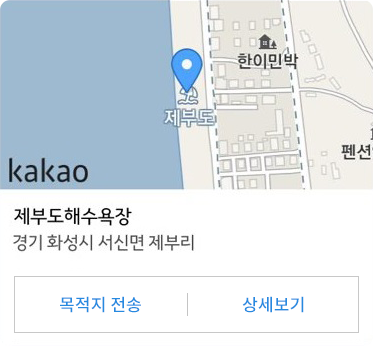 한이민박
제부도
펜션
kakao
제부도해수욕장
경기 화성시 서신면 제부리
목적지 전송
상세보기